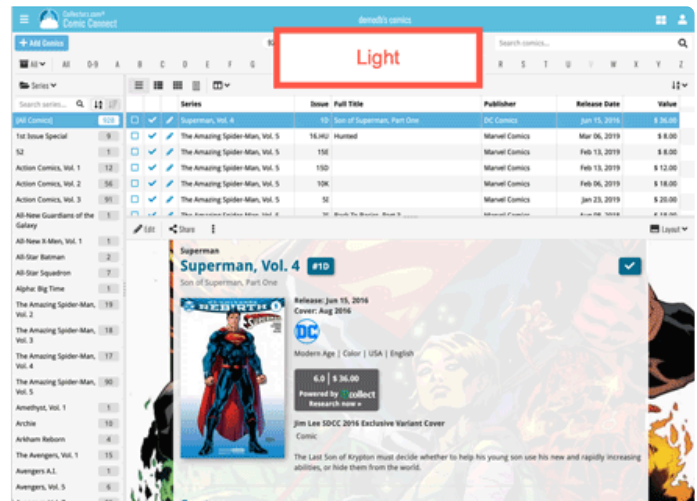 Collectorz.com®
Comic Connect
demodb's comics
+ Add Comics
Light
Search comics...
All
All 0-9 A B C D E F G R S T U V W X Y Z
Series
Search series...
Series Issue Full Title Publisher Release Date Value
[All Comics] 928
Superman, Vol. 4 1D Son of Superman, Part One DC Comics Jun 15, 2016 $ 36.00
1st Issue Special 9
The Amazing Spider-Man, Vol. 5 16.HU Hunted Marvel Comics Mar 06, 2019 $ 8.00
52 1
The Amazing Spider-Man, Vol. 5 15E Marvel Comics Feb 13, 2019 $ 8.00
Action Comics, Vol. 1 12
The Amazing Spider-Man, Vol. 5 15D Marvel Comics Feb 13, 2019 $ 12.00
Action Comics, Vol. 2 56
The Amazing Spider-Man, Vol. 5 10K Marvel Comics Feb 06, 2019 $ 18.00
Action Comics, Vol. 3 91
The Amazing Spider-Man, Vol. 5 5I Marvel Comics Jan 23, 2019 $ 20.00
All-New Guardians of the
Galaxy 1
All-New X-Men, Vol. 1 1
All-Star Batman 2
All-Star Squadron 7
Alpha: Big Time 1
The Amazing Spider-Man,
Vol. 2 19
The Amazing Spider-Man,
Vol. 3 18
The Amazing Spider-Man,
Vol. 4 17
The Amazing Spider-Man,
Vol. 5 90
Amethyst, Vol. 1 1
Archie 10
Arkham Reborn 4
The Avengers, Vol. 1 15
Avengers A.I. 1
Avengers, Vol. 5 6
Edit Share Layout
Superman
Superman, Vol. 4 #1D
Son of Superman, Part One
DC UNIVERSE
REBIRTH
SUPERMAN
Release: Jun 15, 2016
Cover: Aug 2016
DC
Modern Age | Color | USA | English
6.0 | $ 36.00
Powered by collect
Research now »
Jim Lee SDCC 2016 Exclusive Variant Cover
Comic
The Last Son of Krypton must decide whether to help his young son use his new and rapidly increasing
abilities, or hide them from the world.